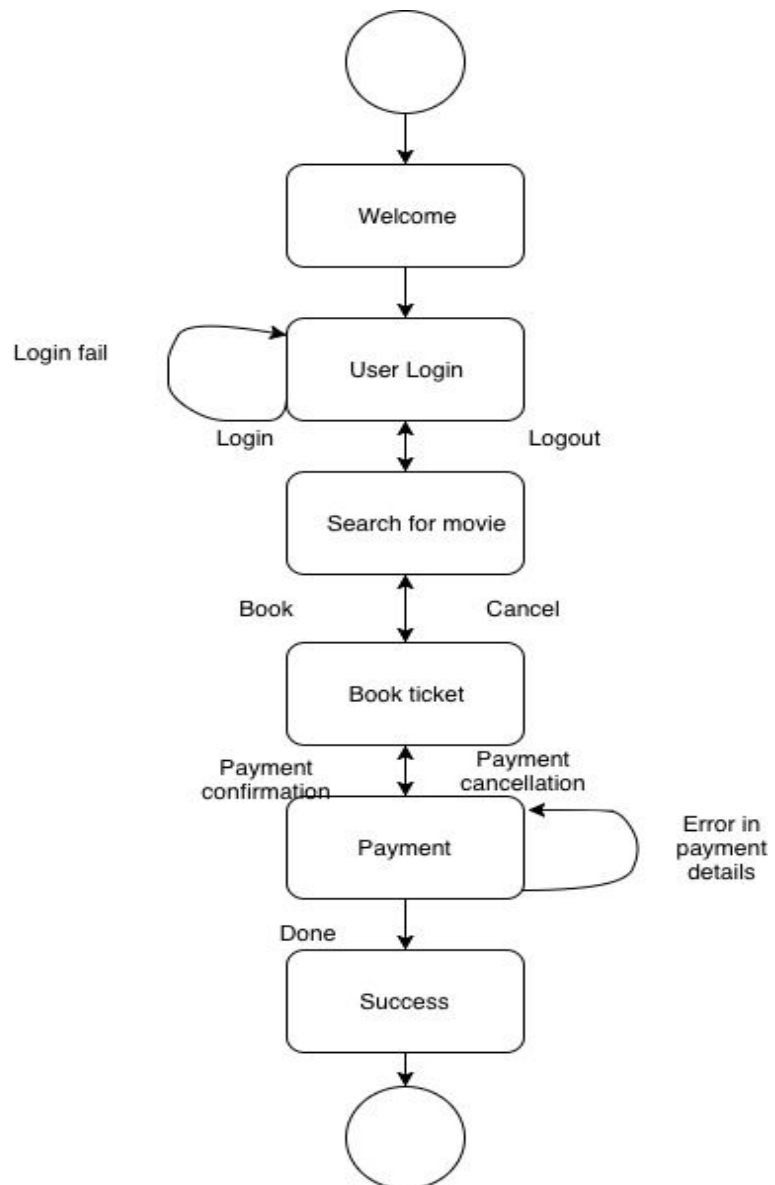 Welcome
Login fail
User Login
Login
Logout
Search for movie
Book
Cancel
Book ticket
Payment
confirmation
Payment
cancellation
Payment
Error in
payment
details
Done
Success